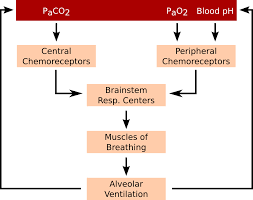 PaCO2 PaO2 Blood pH
Central Peripheral
Chemoreceptors Chemoreceptors
Brainstem
Resp. Centers
Muscles of
Breathing
Alveolar
Ventilation